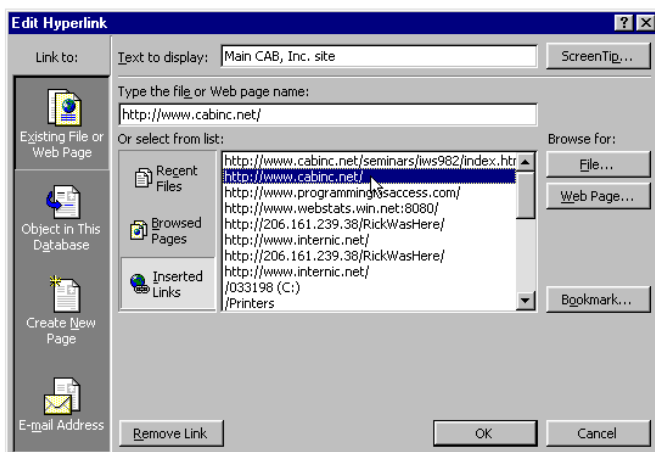 Edit Hyperlink
Link to:
Text to display: Main CAB, Inc. site
ScreenTip...
Type the file or Web page name:
http://www.cabinc.net/
Existing File or
Web Page
Or select from list:
Browse for:
Recent
Files
http://www.cabinc.net/seminars/iws982/index.htm
http://www.cabinc.net/
http://www.programmingmsaccess.com/
http://www.webstats.win.net:8080/
http://206.161.239.38/RickWasHere/
http://www.internic.net/
http://206.161.239.38/RickWasHere/
http://www.internic.net/
/033198 (C:)
/Printers
File...
Web Page...
Object in This
Database
Browsed
Pages
Inserted
Links
Bookmark...
Create New
Page
E-mail Address
Remove Link
OK
Cancel